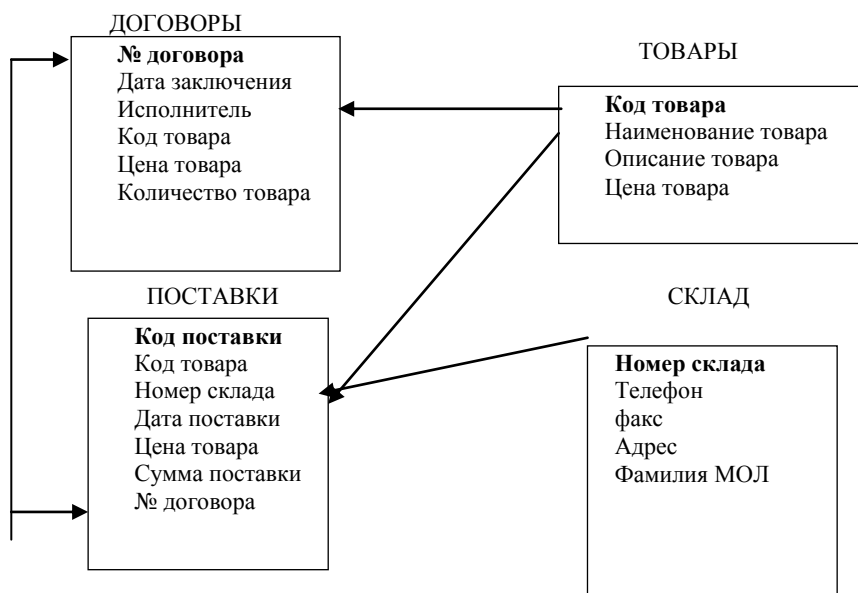 ДОГОВОРЫ
№ договора
Дата заключения
Исполнитель
Код товара
Цена товара
Количество товара
ТОВАРЫ
Код товара
Наименование товара
Описание товара
Цена товара
ПОСТАВКИ
Код поставки
Код товара
Номер склада
Дата поставки
Цена товара
Сумма поставки
№ договора
СКЛАД
Номер склада
Телефон
факс
Адрес
Фамилия МОЛ